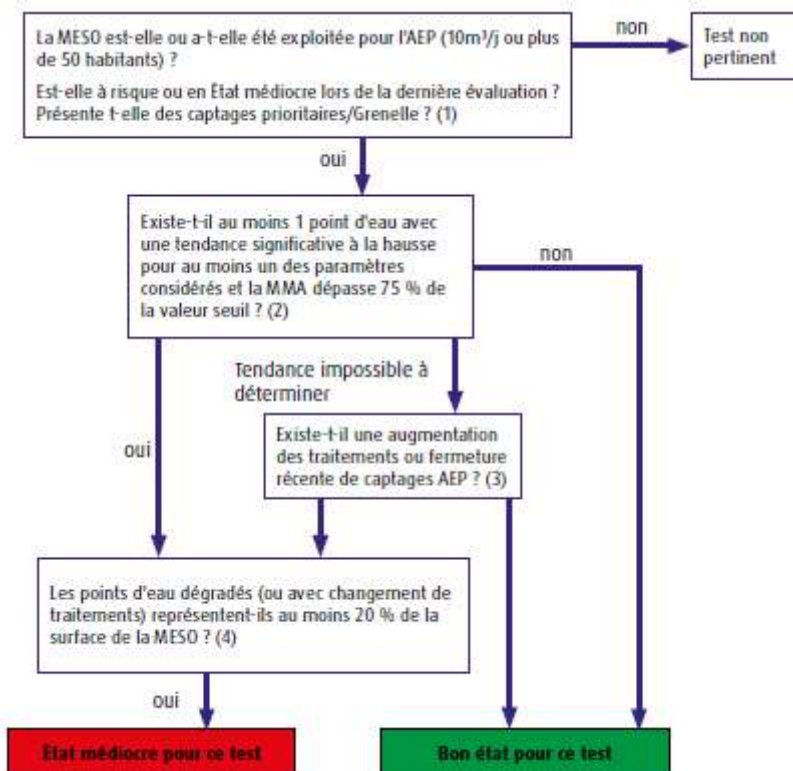 La MESO est-elle ou a-t-elle été exploitée pour l'AEP (10m³/j ou plus
de 50 habitants) ?
Est-elle à risque ou en État médiocre lors de la dernière évaluation ?
Présente t-elle des captages prioritaires/Grenelle ? (1)
non
Test non
pertinent
oui
Existe-t-il au moins 1 point d'eau avec
une tendance significative à la hausse
pour au moins un des paramètres
considérés et la MMA dépasse 75 % de
la valeur seuil ? (2)
non
Tendance impossible à
déterminer
oui
Existe-t-il une augmentation
des traitements ou fermeture
récente de captages AEP ? (3)
Les points d'eau dégradés (ou avec changement de
traitements) représentent-ils au moins 20 % de la
surface de la MESO ? (4)
oui
Etat médiocre pour ce test
Bon état pour ce test